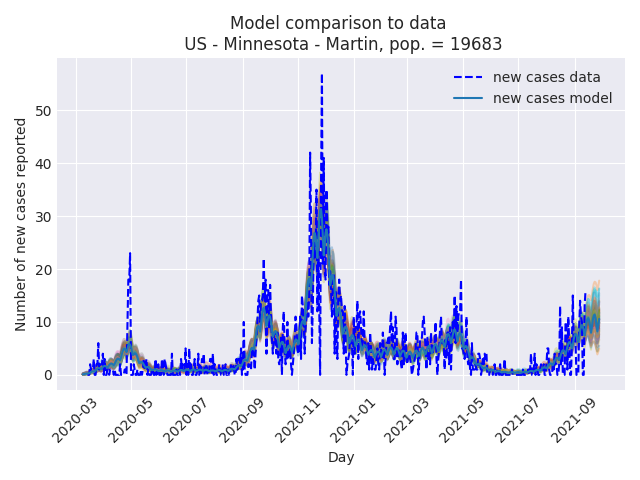 Model comparison to data
US - Minnesota - Martin, pop. = 19683
new cases data
new cases model
Number of new cases reported
50
40
30
20
10
0
2020-03
2020-05
2020-07
2020-09
2020-11
2021-01
2021-03
2021-05
2021-07
2021-09
Day